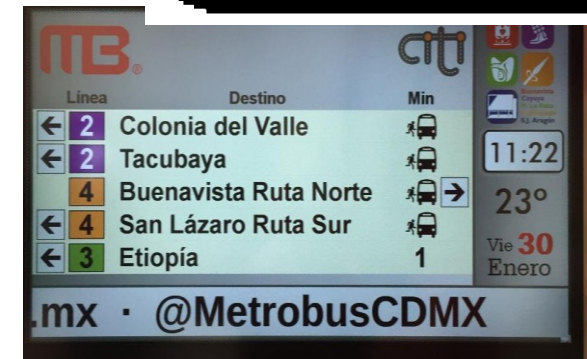 MB.
citi
Línea Destino Min
2 Colonia del Valle
2 Tacubaya
4 Buenavista Ruta Norte
4 San Lázaro Ruta Sur
3 Etiopía 1
S.J. Aragón
11:22
23°
Vie 30
Enero
.mx · @MetrobusCDMX